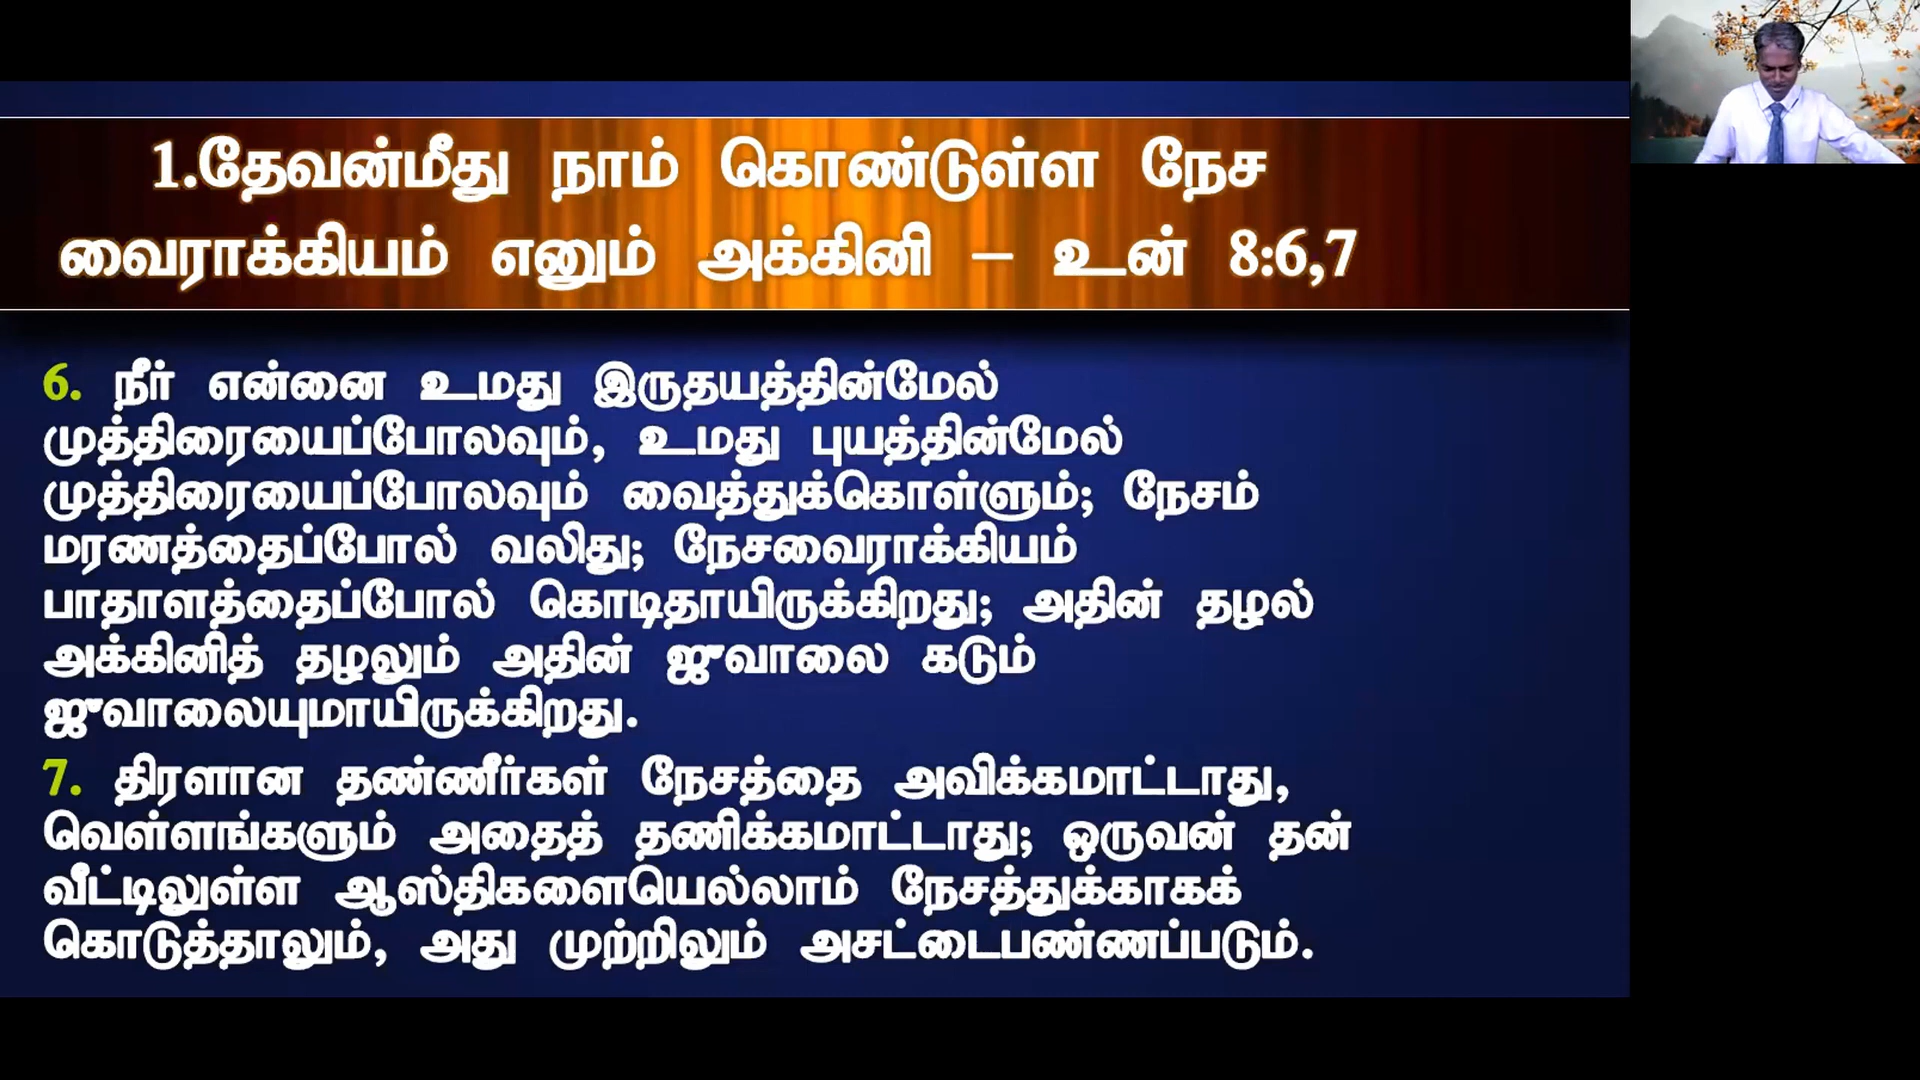 1.தேவன்மீது நாம் கொண்டுள்ள நேச
வைராக்கியம் எனும் அக்கினி – உன் 8:6,7
6. நீர் என்னை உமது இருதயத்தின்மேல்
முத்திரையைப்போலவும், உமது புயத்தின்மேல்
முத்திரையைப்போலவும் வைத்துக்கொள்ளும்; நேசம்
மரணத்தைப்போல் வலிது; நேசவைராக்கியம்
பாதாளத்தைப்போல் கொடிதாயிருக்கிறது; அதின் தழல்
அக்கினித் தழலும் அதின் ஜுவாலை கடும்
ஜுவாலையுமாயிருக்கிறது.
7. திரளான தண்ணீர்கள் நேசத்தை அவிக்கமாட்டாது,
வெள்ளங்களும் அதைத் தணிக்கமாட்டாது; ஒருவன் தன்
வீட்டிலுள்ள ஆஸ்திகளையெல்லாம் நேசத்துக்காகக்
கொடுத்தாலும், அது முற்றிலும் அசட்டைபண்ணப்படும்.